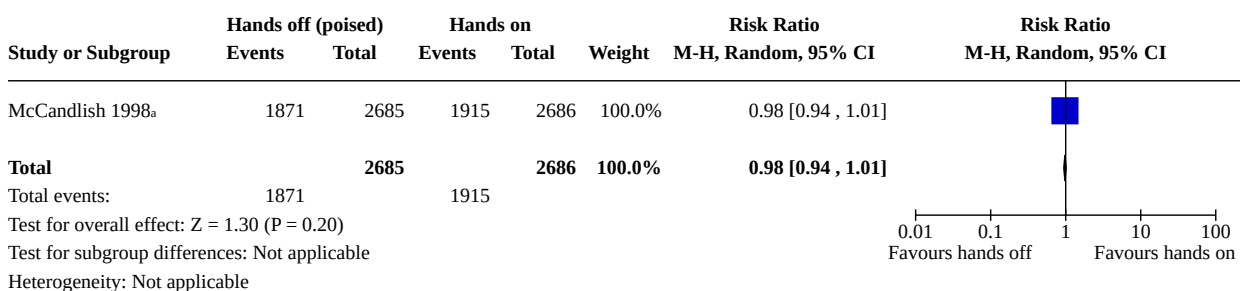 Hands off (poised) Hands on Risk Ratio Risk Ratio
Study or Subgroup Events Total Events Total Weight M-H, Random, 95% CI M-H, Random, 95% CI
McCandlish 1998a 1871 2685 1915 2686 100.0% 0.98 [0.94 , 1.01]
Total 2685 2686 100.0% 0.98 [0.94 , 1.01]
Total events: 1871 1915
Test for overall effect: Z = 1.30 (P = 0.20)
0.01 0.1 1 10 100
Test for subgroup differences: Not applicable Favours hands off Favours hands on
Heterogeneity: Not applicable